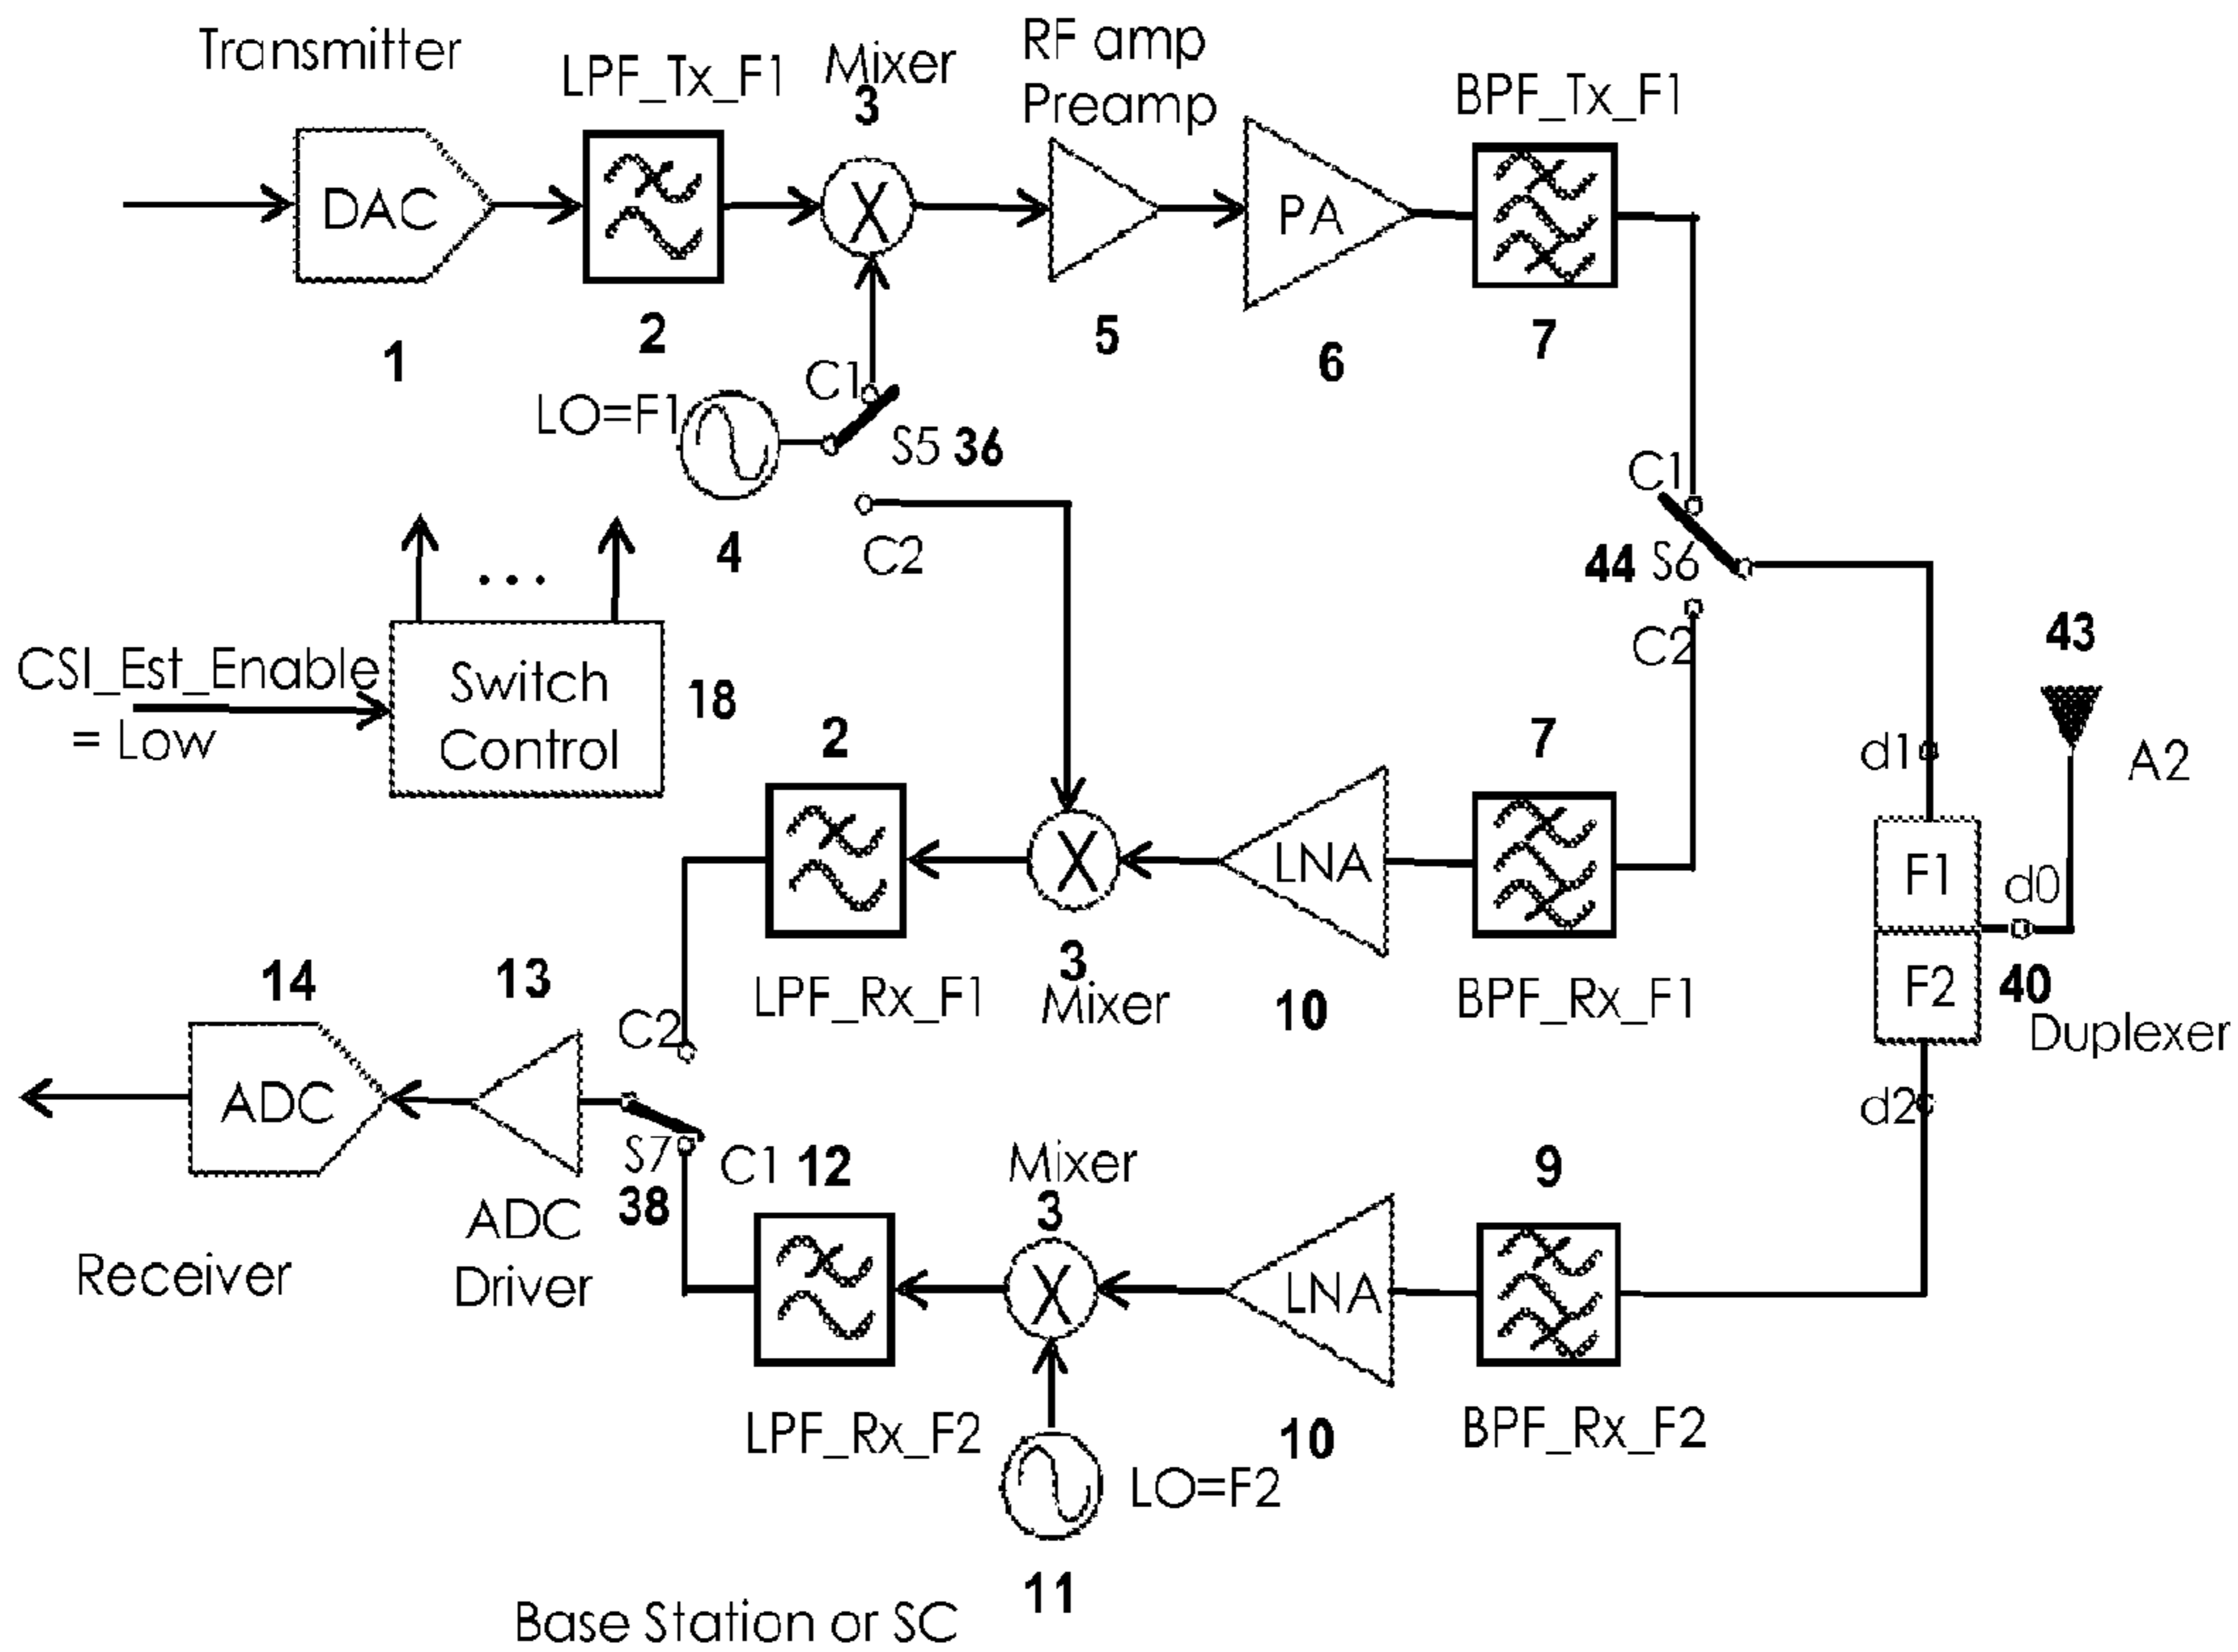 Transmitter
LPF_Tx_F1
Mixer
3
RF amp
Preamp
BPF_Tx_F1
DAC
X
PA
1
2
5
6
7
LO=F1
C1
S5 36
4
C2
C1
44 S6
C2
CSI_Est_Enable
= Low
Switch
Control
18
43
A2
d1
2
7
X
LNA
F1
d0
F2
40
Duplexer
d2
LPF_Rx_F1
3
Mixer
10
BPF_Rx_F1
14
13
C2
ADC
S7
38
C1
12
Mixer
3
9
ADC
Driver
Receiver
X
LNA
LPF_Rx_F2
10
BPF_Rx_F2
LO=F2
11
Base Station or SC